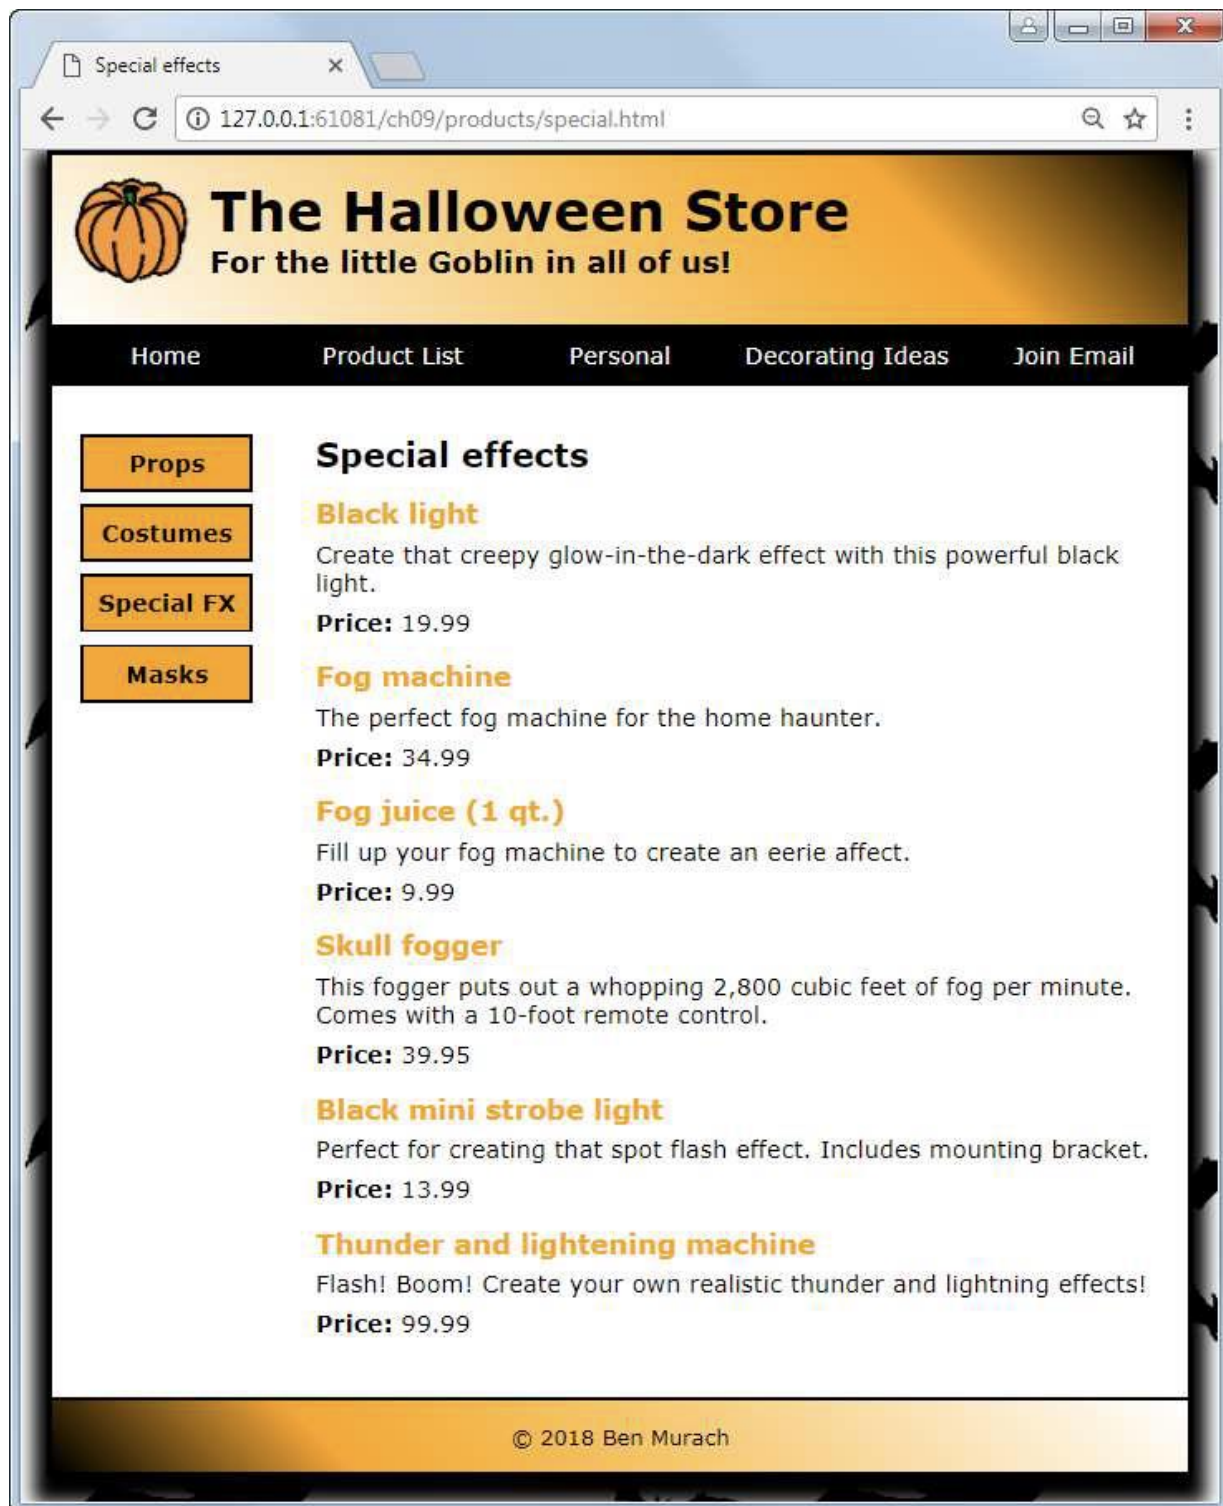 Special effects
127.0.0.1:61081/ch09/products/special.html
The Halloween Store
For the little Goblin in all of us!
Home Product List Personal Decorating Ideas Join Email
Props
Costumes
Special FX
Masks
Special effects
Black light
Create that creepy glow-in-the-dark effect with this powerful black
light.
Price: 19.99
Fog machine
The perfect fog machine for the home haunter.
Price: 34.99
Fog juice (1 qt.)
Fill up your fog machine to create an eerie affect.
Price: 9.99
Skull fogger
This fogger puts out a whopping 2,800 cubic feet of fog per minute.
Comes with a 10-foot remote control.
Price: 39.95
Black mini strobe light
Perfect for creating that spot flash effect. Includes mounting bracket.
Price: 13.99
Thunder and lightening machine
Flash! Boom! Create your own realistic thunder and lightning effects!
Price: 99.99
© 2018 Ben Murach